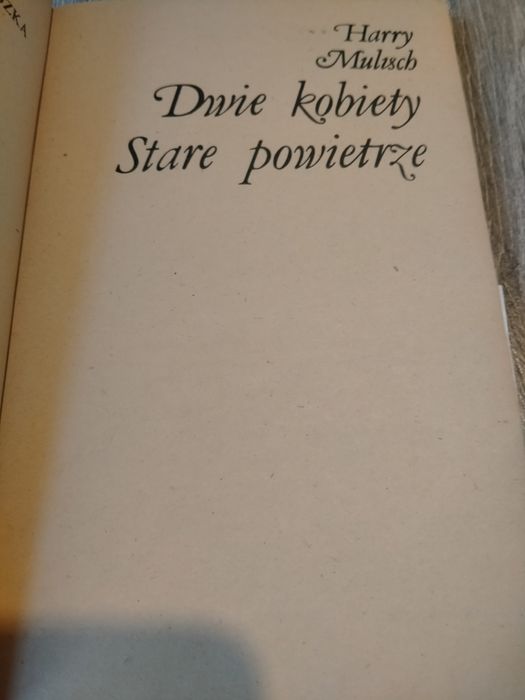 Harry
Mulisch
Dwie kobiety
Stare powietrze